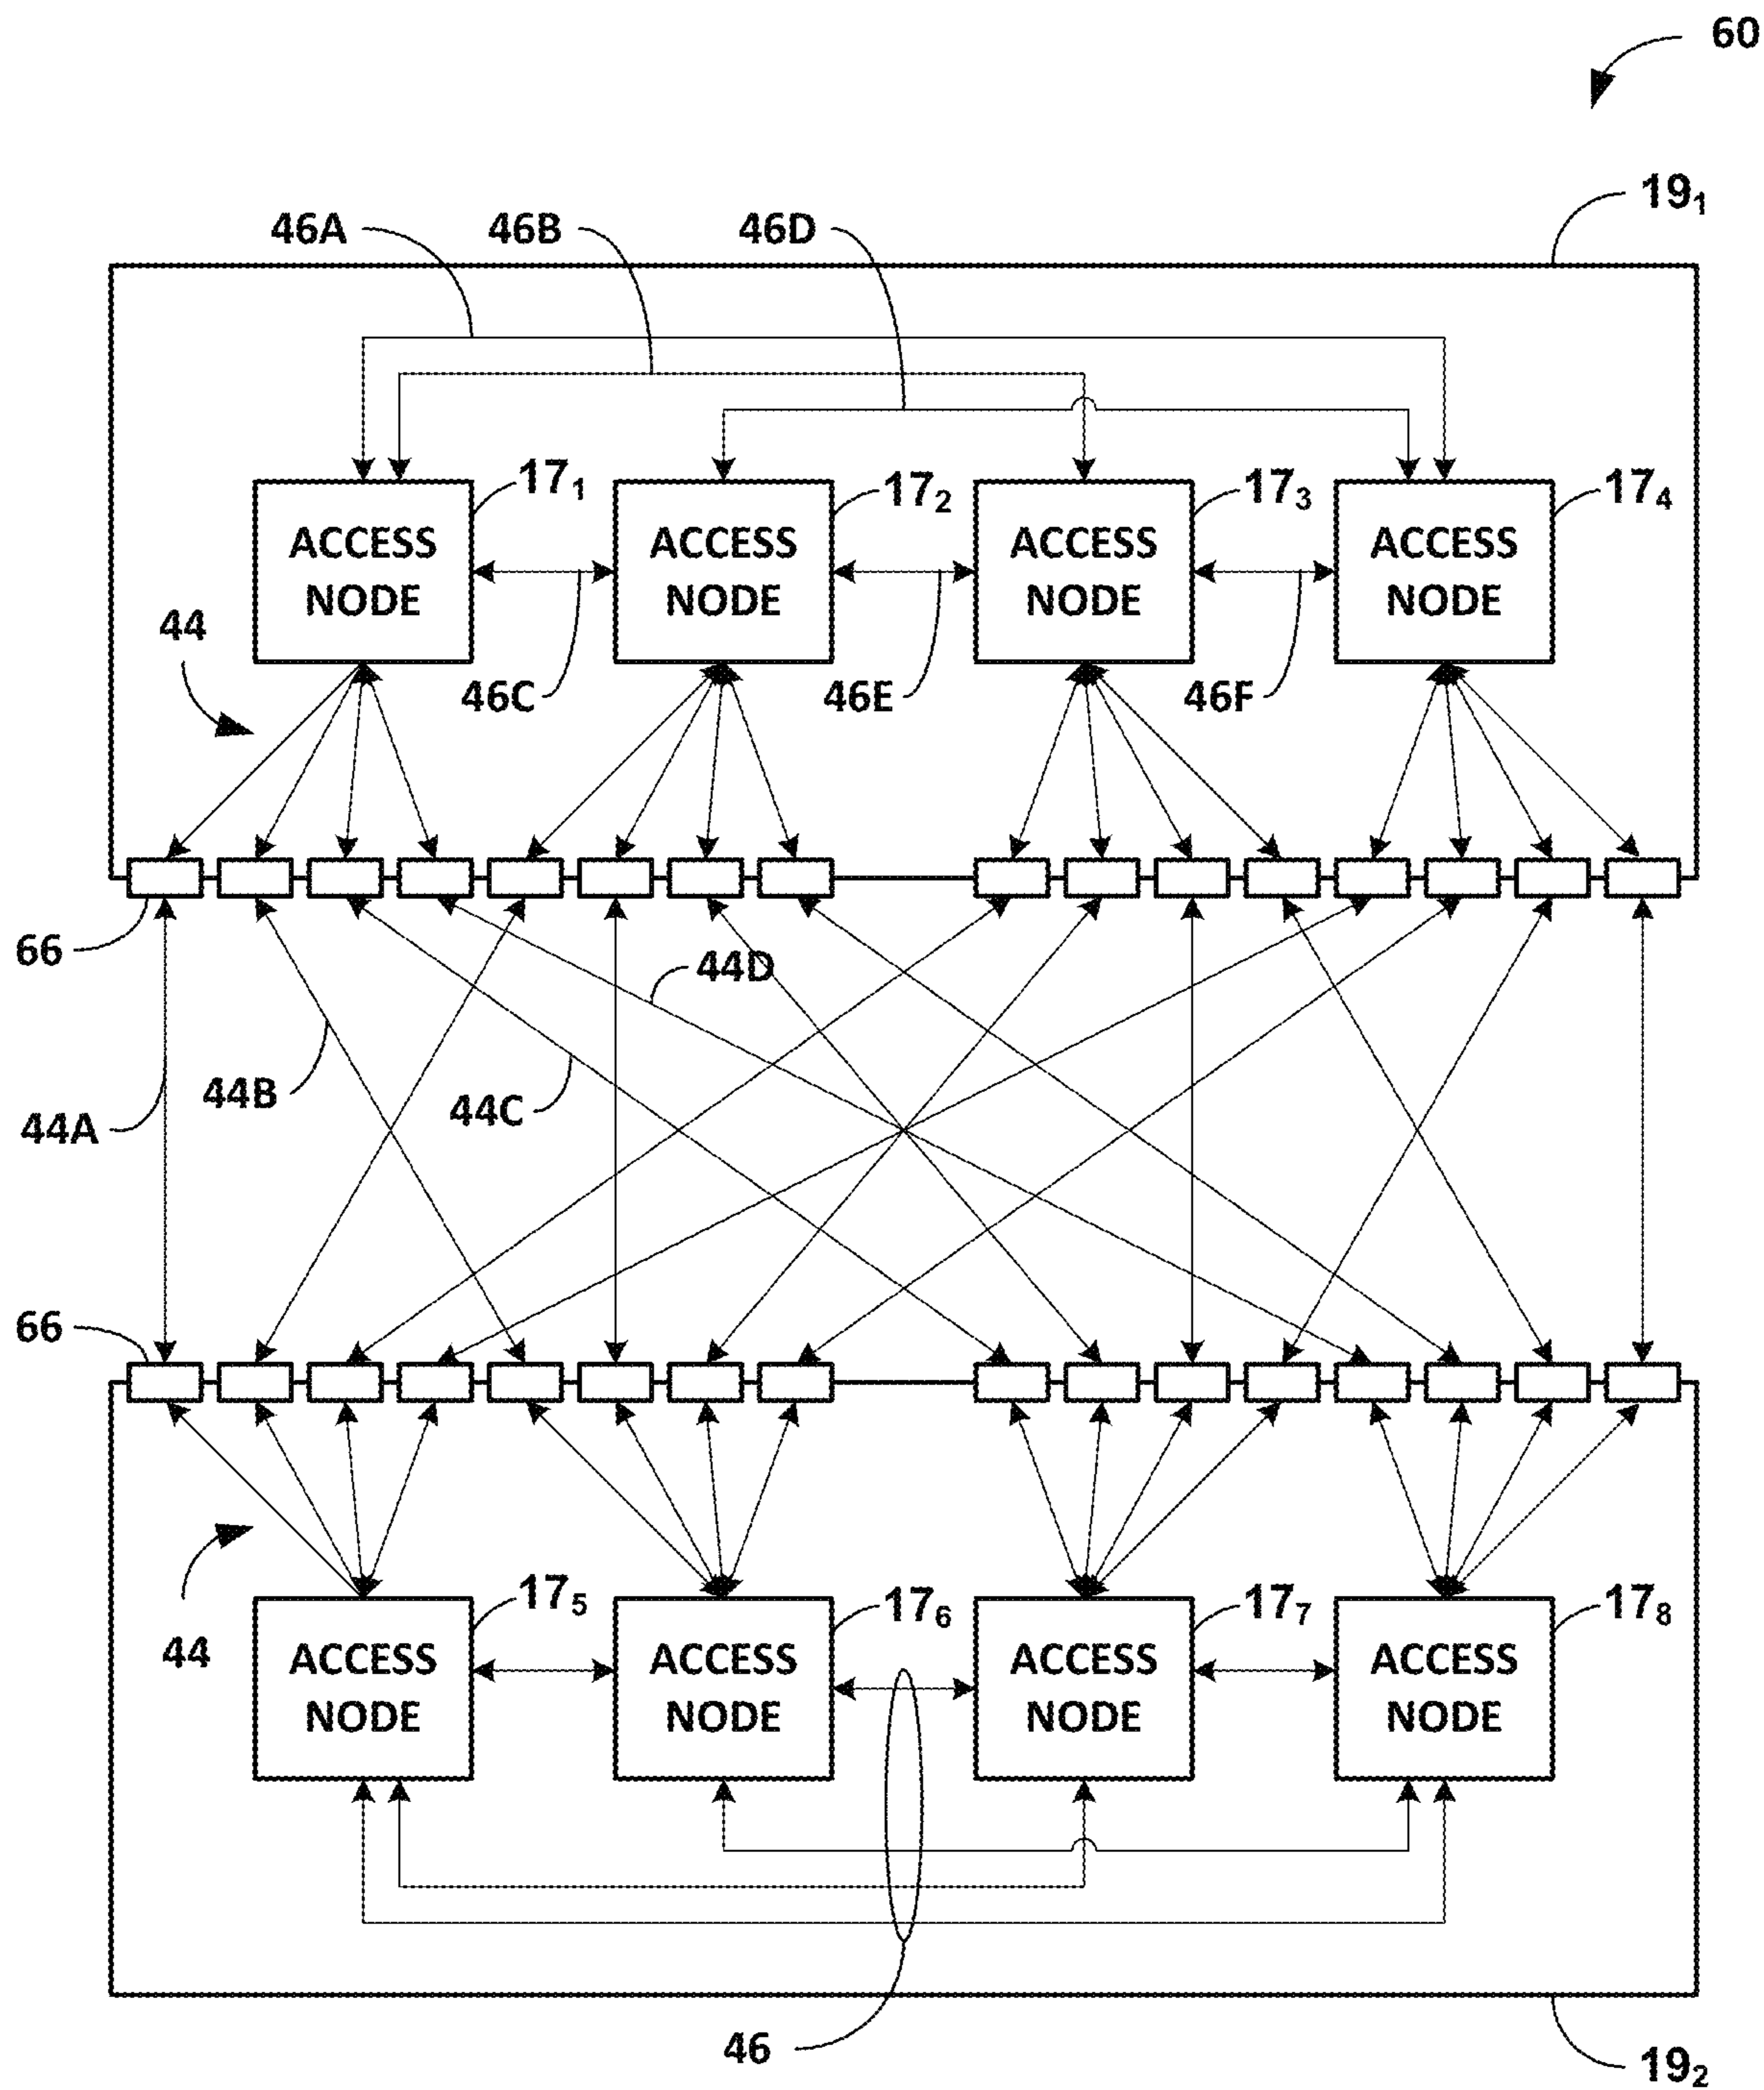 60
19₁
46A
46B
46D
17₁
17₂
17₃
17₄
ACCESS
NODE
ACCESS
NODE
ACCESS
NODE
ACCESS
NODE
44
46C
46E
46F
66
44D
44B
44C
44A
66
44
17₅
17₆
17₇
17₈
ACCESS
NODE
ACCESS
NODE
ACCESS
NODE
ACCESS
NODE
46
19₂